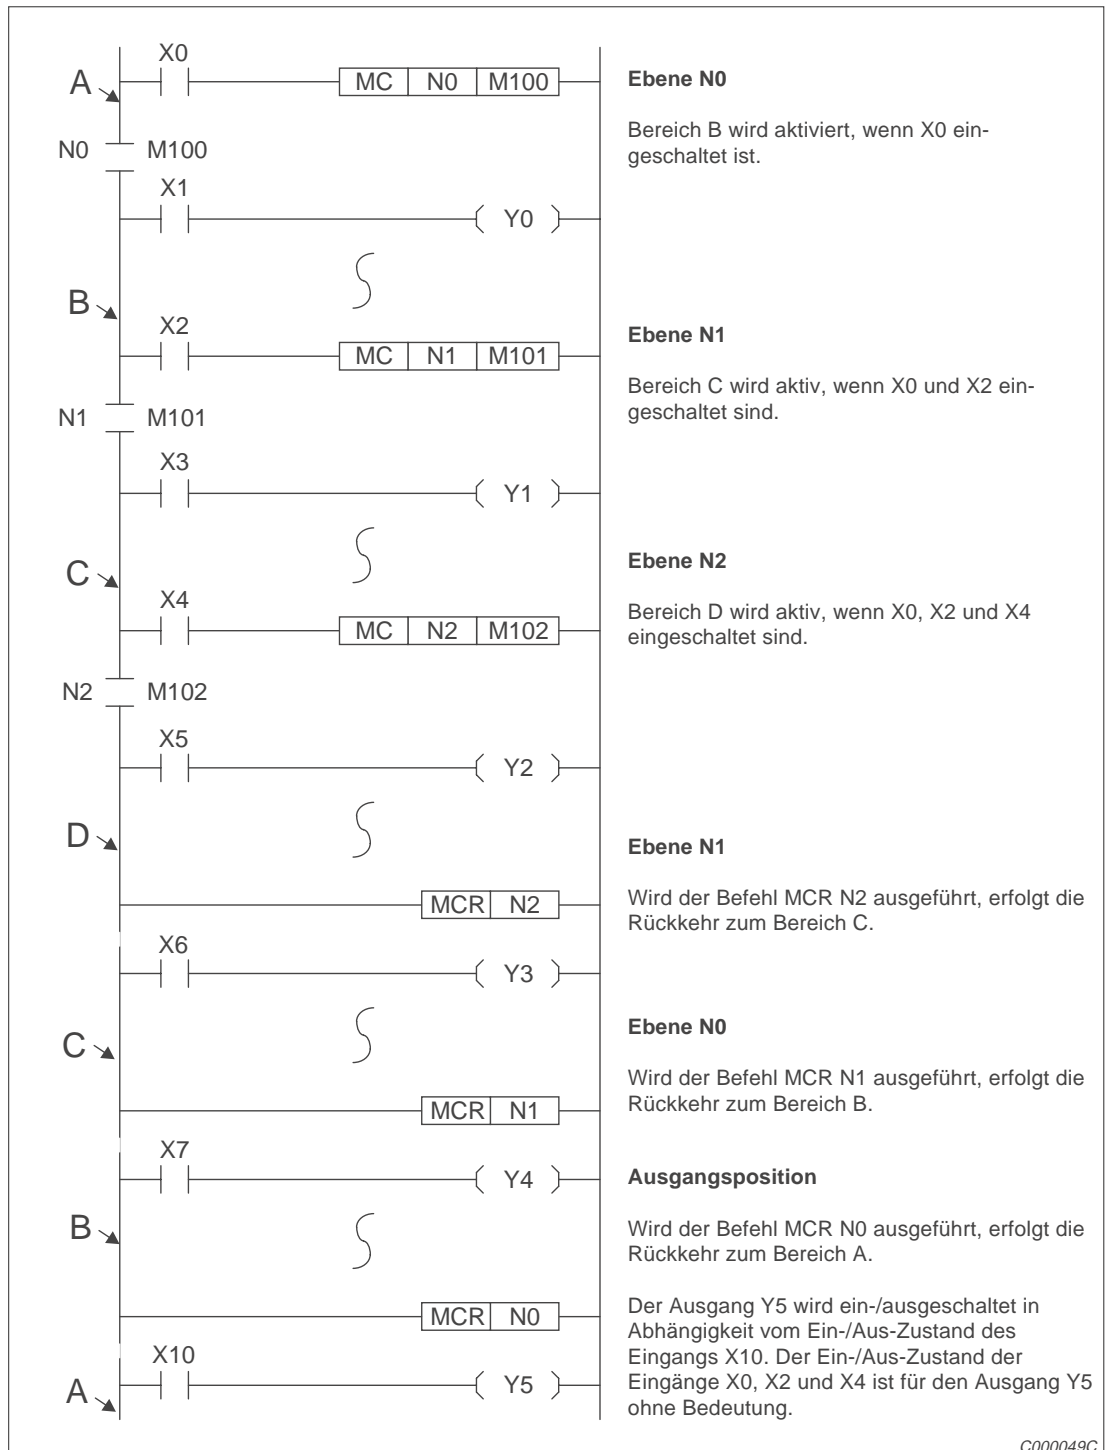 X0
A
MC N0 M100
Ebene N0
Bereich B wird aktiviert, wenn X0 ein-
geschaltet ist.
N0 M100
X1
Y0
B
X2
MC N1 M101
Ebene N1
Bereich C wird aktiv, wenn X0 und X2 ein-
geschaltet sind.
N1 M101
X3
Y1
C
X4
MC N2 M102
Ebene N2
Bereich D wird aktiv, wenn X0, X2 und X4
eingeschaltet sind.
N2 M102
X5
Y2
D
MCR N2
Ebene N1
Wird der Befehl MCR N2 ausgeführt, erfolgt die
Rückkehr zum Bereich C.
X6
Y3
C
MCR N1
Ebene N0
Wird der Befehl MCR N1 ausgeführt, erfolgt die
Rückkehr zum Bereich B.
X7
Y4
B
MCR N0
Ausgangsposition
Wird der Befehl MCR N0 ausgeführt, erfolgt die
Rückkehr zum Bereich A.
X10
A
Y5
Der Ausgang Y5 wird ein-/ausgeschaltet in
Abhängigkeit vom Ein-/Aus-Zustand des
Eingangs X10. Der Ein-/Aus-Zustand der
Eingänge X0, X2 und X4 ist für den Ausgang Y5
ohne Bedeutung.
C000049C